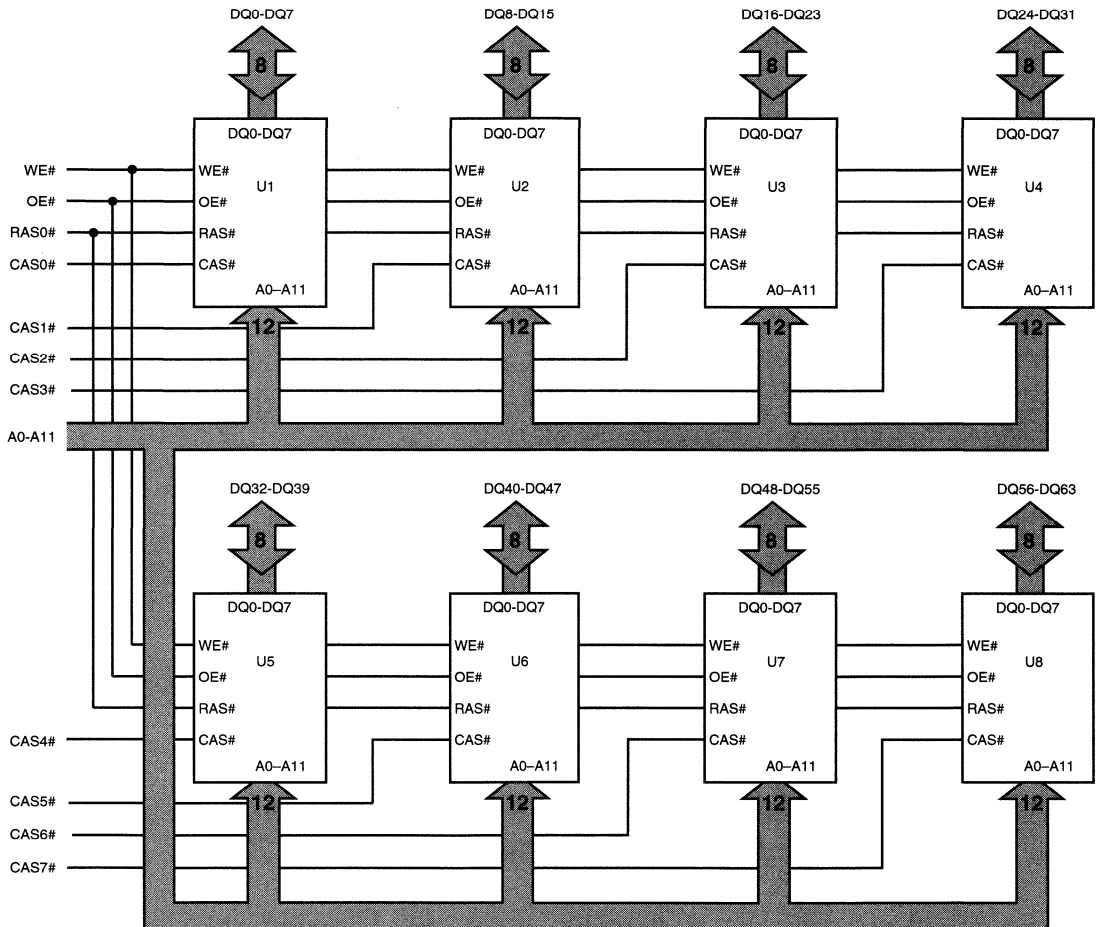 DQ0-DQ7 DQ8-DQ15 DQ16-DQ23 DQ24-DQ31
8 8 8 8
DQ0-DQ7 DQ0-DQ7 DQ0-DQ7 DQ0-DQ7
WE# WE# WE# WE# WE#
U1 U2 U3 U4
OE# OE# OE# OE# OE#
RAS0# RAS# RAS# RAS# RAS#
CAS0# CAS# CAS# CAS# CAS#
A0–A11 A0–A11 A0–A11 A0–A11
CAS1# 12 12 12 12
CAS2#
CAS3#
A0-A11
DQ32-DQ39 DQ40-DQ47 DQ48-DQ55 DQ56-DQ63
8 8 8 8
DQ0-DQ7 DQ0-DQ7 DQ0-DQ7 DQ0-DQ7
WE# WE# WE# WE#
U5 U6 U7 U8
OE# OE# OE# OE#
RAS# RAS# RAS# RAS#
CAS4# CAS# CAS# CAS# CAS#
A0–A11 A0–A11 A0–A11 A0–A11
CAS5# 12 12 12 12
CAS6#
CAS7#